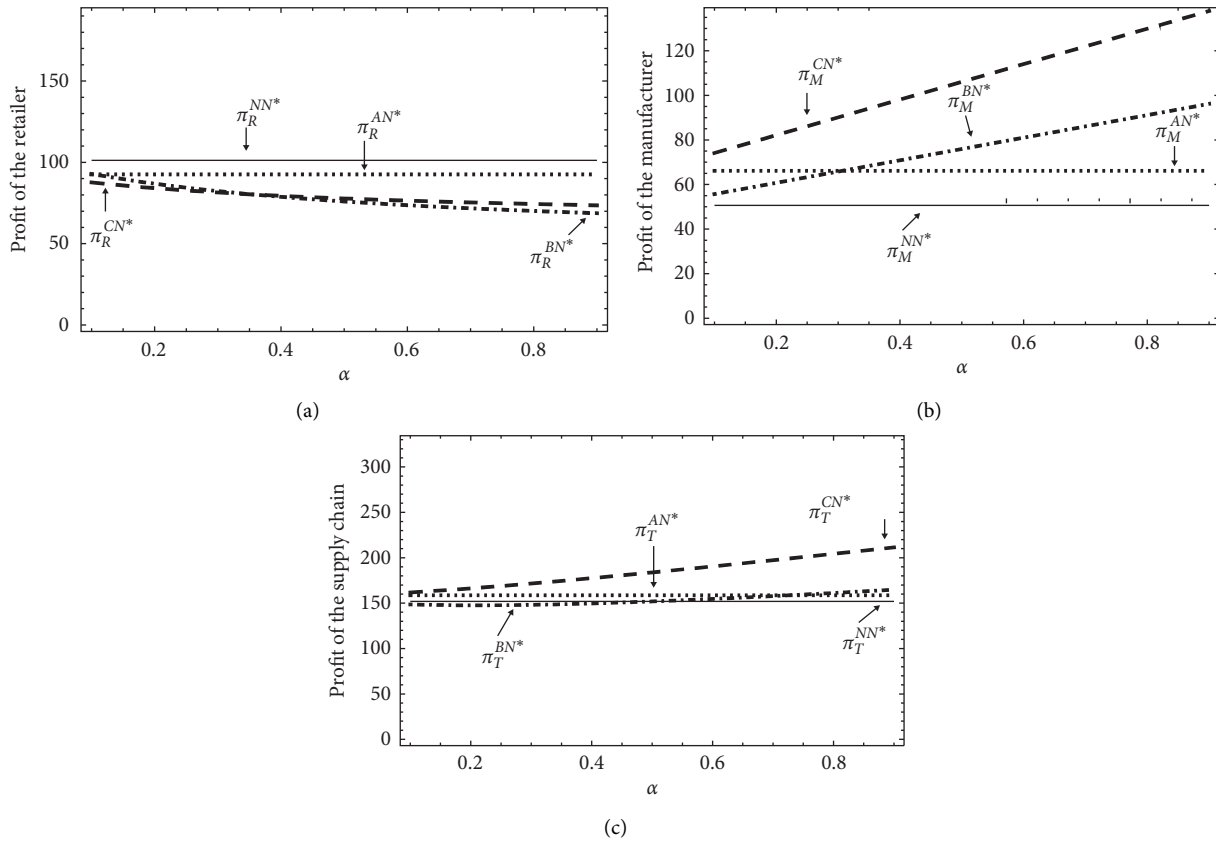 Profit of the retailer
150
100
50
0
π_R^{NN*}
π_R^{AN*}
π_R^{CN*}
π_R^{BN*}
0.2 0.4 0.6 0.8
α
(a)
Profit of the manufacturer
120
100
80
60
40
20
0
π_M^{CN*}
π_M^{BN*}
π_M^{AN*}
π_M^{NN*}
0.2 0.4 0.6 0.8
α
(b)
Profit of the supply chain
300
250
200
150
100
50
0
π_T^{AN*}
π_T^{CN*}
π_T^{BN*}
π_T^{NN*}
0.2 0.4 0.6 0.8
α
(c)